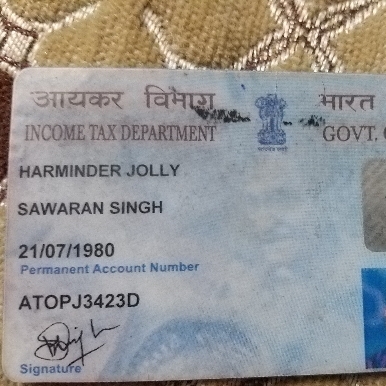 आयकर विभाग भारत
INCOME TAX DEPARTMENT GOVT.
HARMINDER JOLLY
SAWARAN SINGH
21/07/1980
Permanent Account Number
ATOPJ3423D
Signature